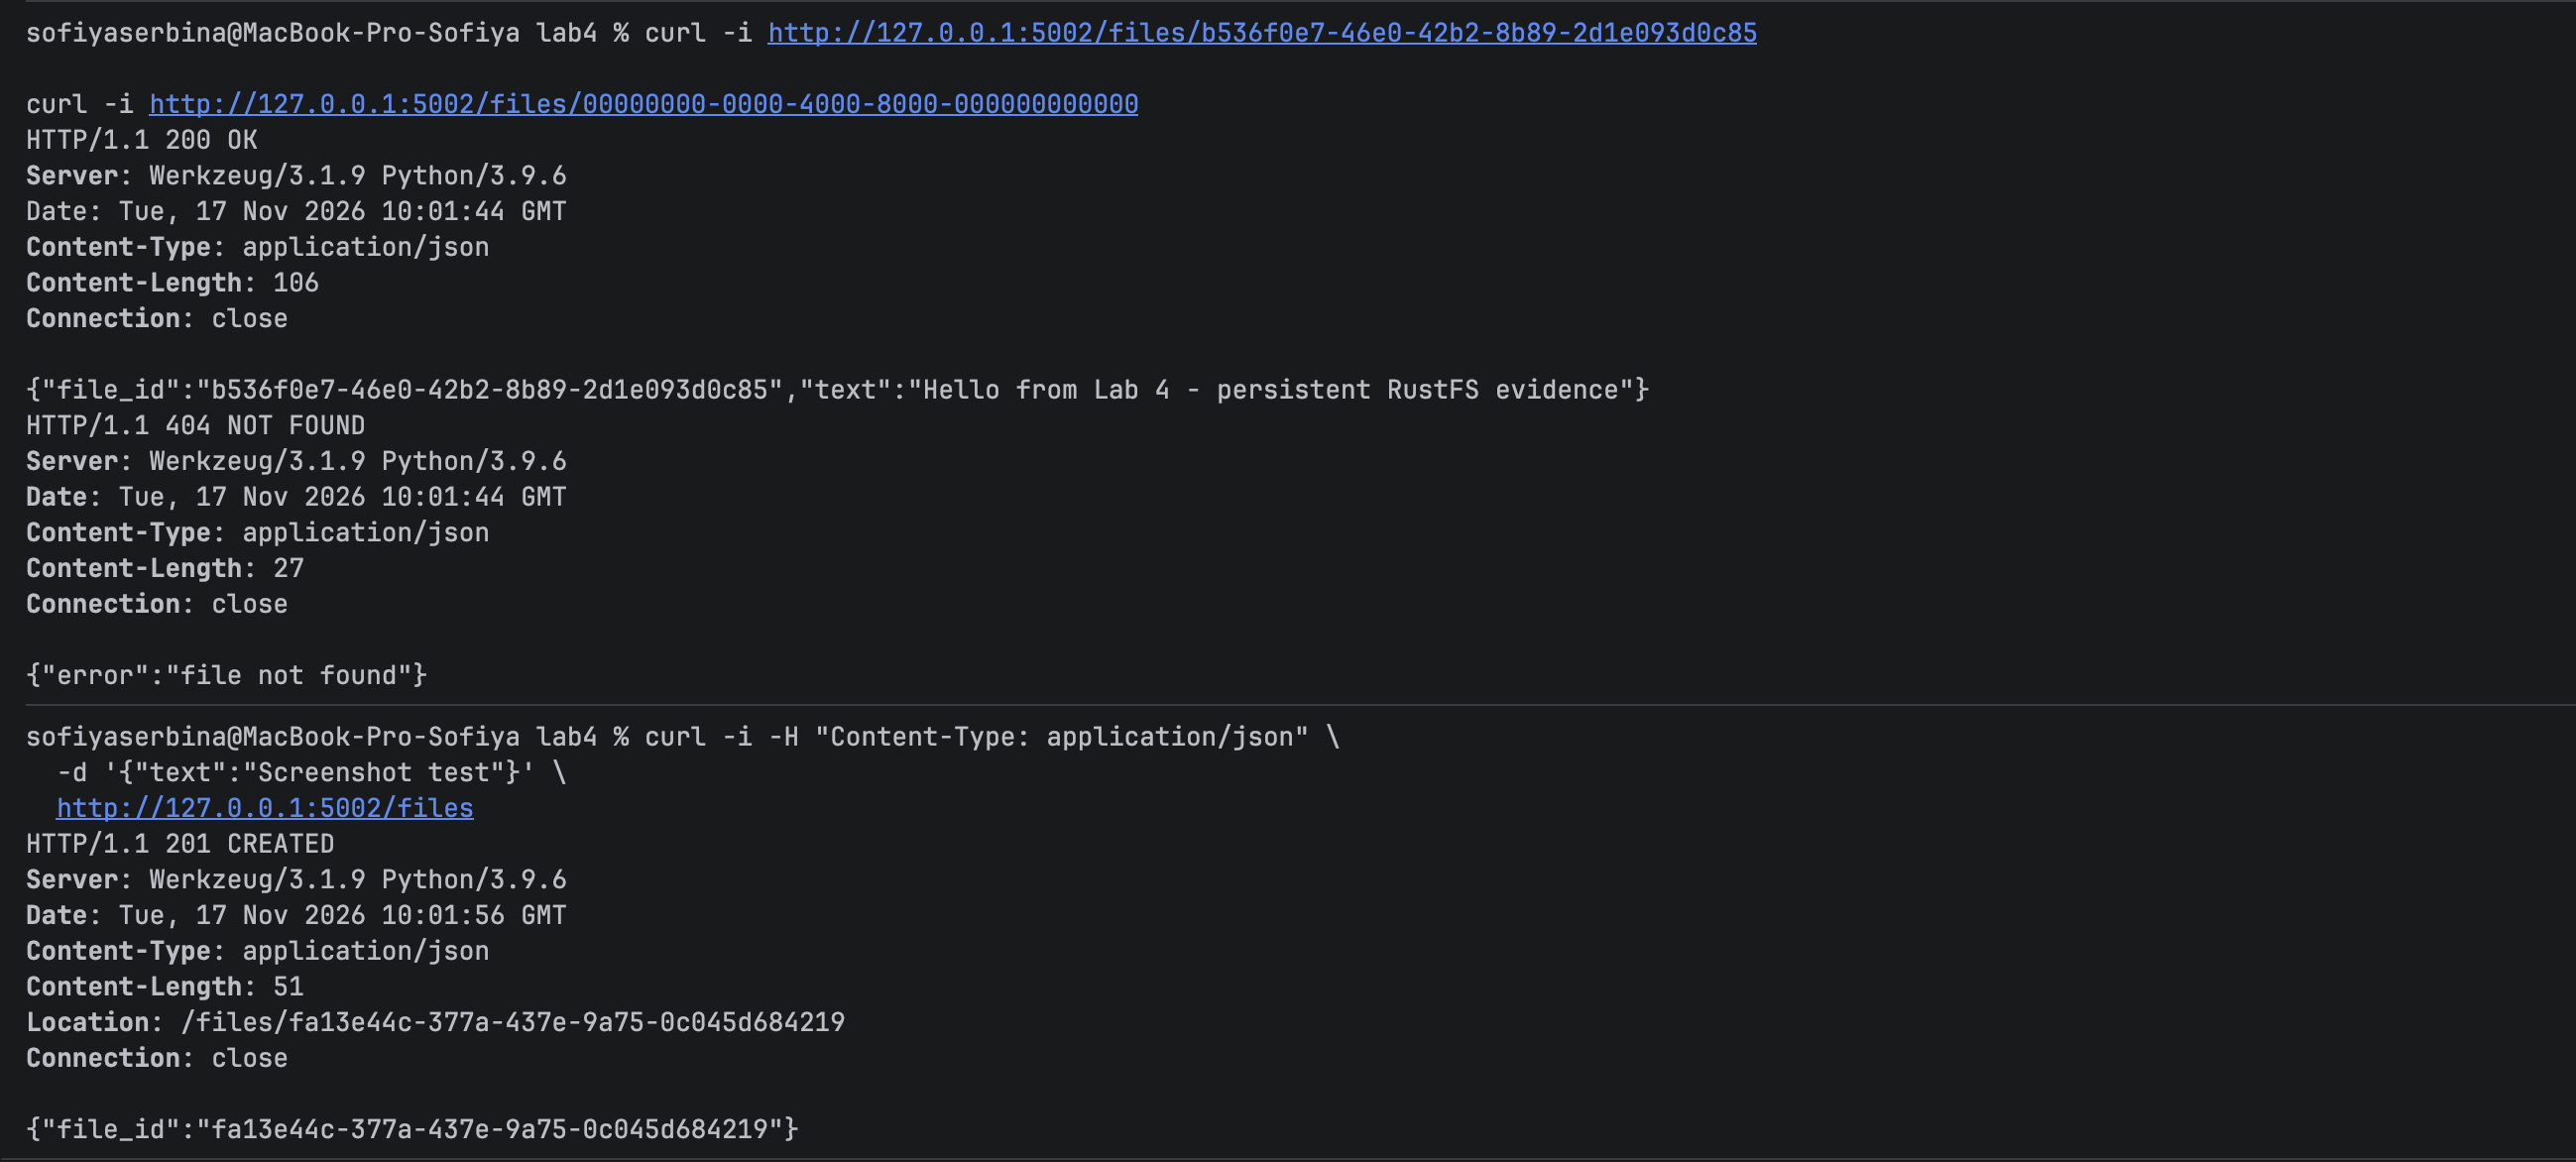 sofiyaserbina@MacBook-Pro-Sofiya lab4 % curl -i http://127.0.0.1:5002/files/b536f0e7-46e0-42b2-8b89-2d1e093d0c85
curl -i http://127.0.0.1:5002/files/00000000-0000-4000-8000-000000000000
HTTP/1.1 200 OK
Server: Werkzeug/3.1.9 Python/3.9.6
Date: Tue, 17 Nov 2026 10:01:44 GMT
Content-Type: application/json
Content-Length: 106
Connection: close
{"file_id":"b536f0e7-46e0-42b2-8b89-2d1e093d0c85","text":"Hello from Lab 4 - persistent RustFS evidence"}
HTTP/1.1 404 NOT FOUND
Server: Werkzeug/3.1.9 Python/3.9.6
Date: Tue, 17 Nov 2026 10:01:44 GMT
Content-Type: application/json
Content-Length: 27
Connection: close
{"error":"file not found"}
sofiyaserbina@MacBook-Pro-Sofiya lab4 % curl -i -H "Content-Type: application/json" \
  -d '{"text":"Screenshot test"}' \
  http://127.0.0.1:5002/files
HTTP/1.1 201 CREATED
Server: Werkzeug/3.1.9 Python/3.9.6
Date: Tue, 17 Nov 2026 10:01:56 GMT
Content-Type: application/json
Content-Length: 51
Location: /files/fa13e44c-377a-437e-9a75-0c045d684219
Connection: close
{"file_id":"fa13e44c-377a-437e-9a75-0c045d684219"}